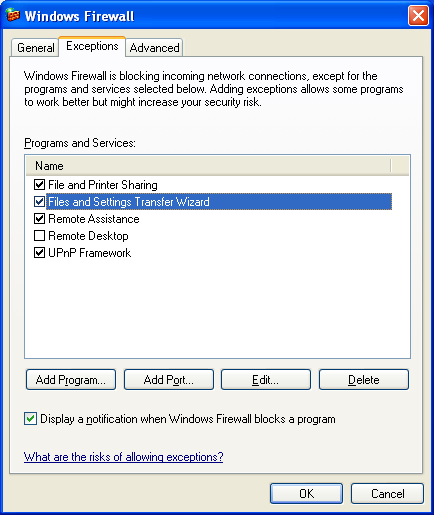 Windows Firewall
General Exceptions Advanced
Windows Firewall is blocking incoming network connections, except for the
programs and services selected below. Adding exceptions allows some programs
to work better but might increase your security risk.
Programs and Services:
Name
File and Printer Sharing
Files and Settings Transfer Wizard
Remote Assistance
Remote Desktop
UPnP Framework
Add Program... Add Port... Edit... Delete
Display a notification when Windows Firewall blocks a program
What are the risks of allowing exceptions?
OK Cancel